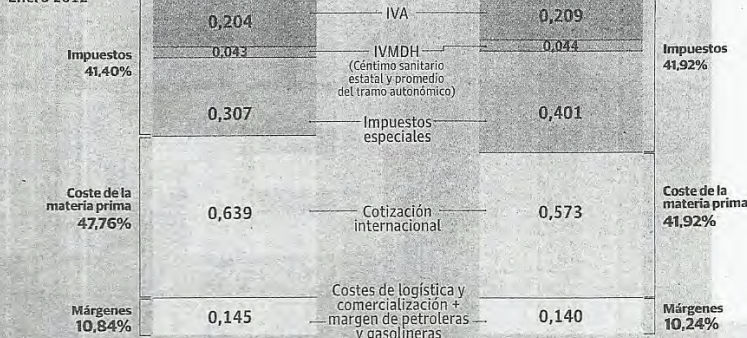 Enero 2012
0,204
IVA
0,209
Impuestos
41,40%
0,043
IVMDH
(Céntimo sanitario
estatal y promedio
del tramo autonómico)
0,044
Impuestos
41,92%
0,307
Impuestos
especiales
0,401
Coste de la
materia prima
47,76%
0,639
Cotización
internacional
0,573
Coste de la
materia prima
41,92%
Márgenes
10,84%
0,145
Costes de logística y
comercialización +
margen de petroleras
y gasolineras
0,140
Márgenes
10,24%